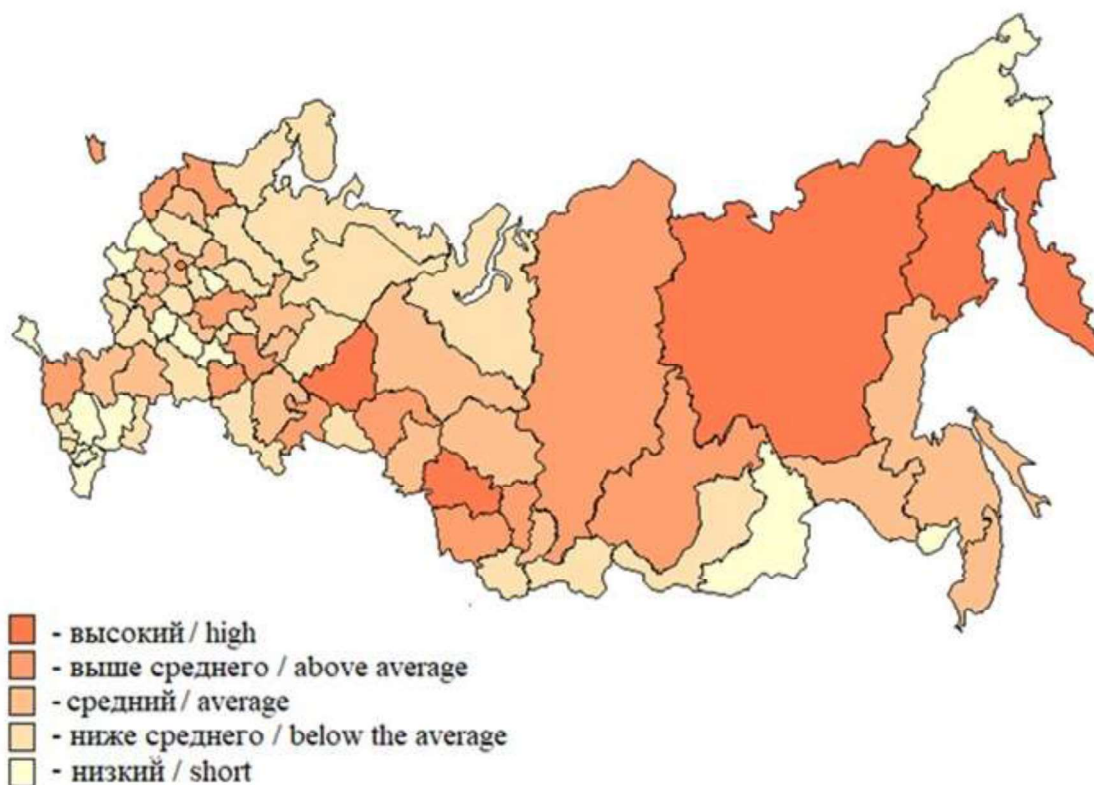 - высокий / high
- выше среднего / above average
- средний / average
- ниже среднего / below the average
- низкий / short